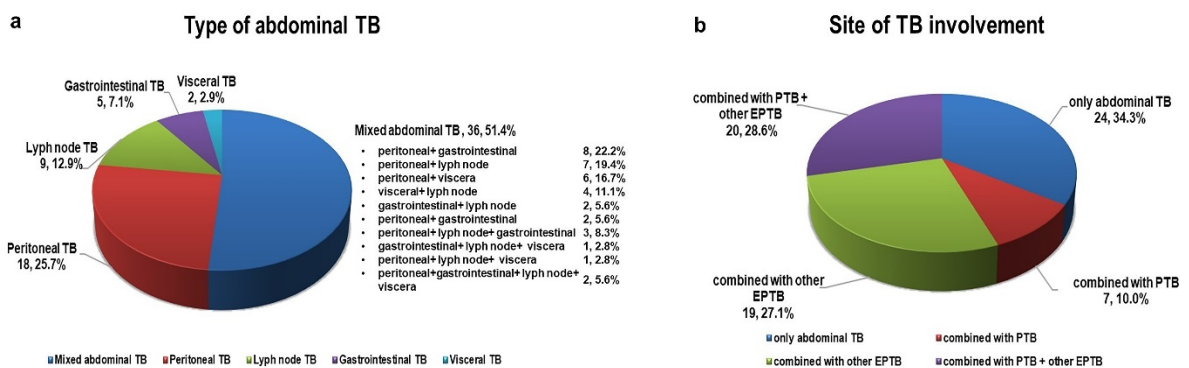 a
Type of abdominal TB
Visceral TB
2, 2.9%
Gastrointestinal TB
5, 7.1%
Lyph node TB
9, 12.9%
Peritoneal TB
18, 25.7%
Mixed abdominal TB , 36, 51.4%
• peritoneal+ gastrointestinal 8, 22.2%
• peritoneal+ lyph node 7, 19.4%
• peritoneal+ viscera 6, 16.7%
• visceral+ lyph node 4, 11.1%
• gastrointestinal+ lyph node 2, 5.6%
• peritoneal+ gastrointestinal 2, 5.6%
• peritoneal+ lyph node+ gastrointestinal 3, 8.3%
• gastrointestinal+ lyph node+ viscera 1, 2.8%
• peritoneal+ lyph node+ viscera 1, 2.8%
• peritoneal+gastrointestinal+ lyph node+
viscera 2, 5.6%
Mixed abdominal TB Peritoneal TB Lyph node TB Gastrointestinal TB Visceral TB
b
Site of TB involvement
combined with PTB +
other EPTB
20, 28.6%
only abdominal TB
24, 34.3%
combined with other
EPTB
19, 27.1%
combined with PTB
7, 10.0%
only abdominal TB combined with PTB
combined with other EPTB combined with PTB + other EPTB